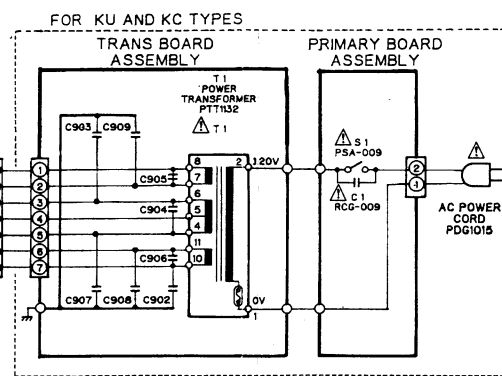 FOR KU AND KC TYPES
TRANS BOARD
ASSEMBLY
PRIMARY BOARD
ASSEMBLY
T1
POWER
TRANSFORMER
PTT1132
T1
C903 C909
8 2 120V
7
6
5
4
11
10
0V
1
C905
C904
C906
C907 C908 C902
1
2
3
4
5
6
7
S1
PSA-009
C1
RCG-009
2
1
AC POWER
CORD
PDG1015